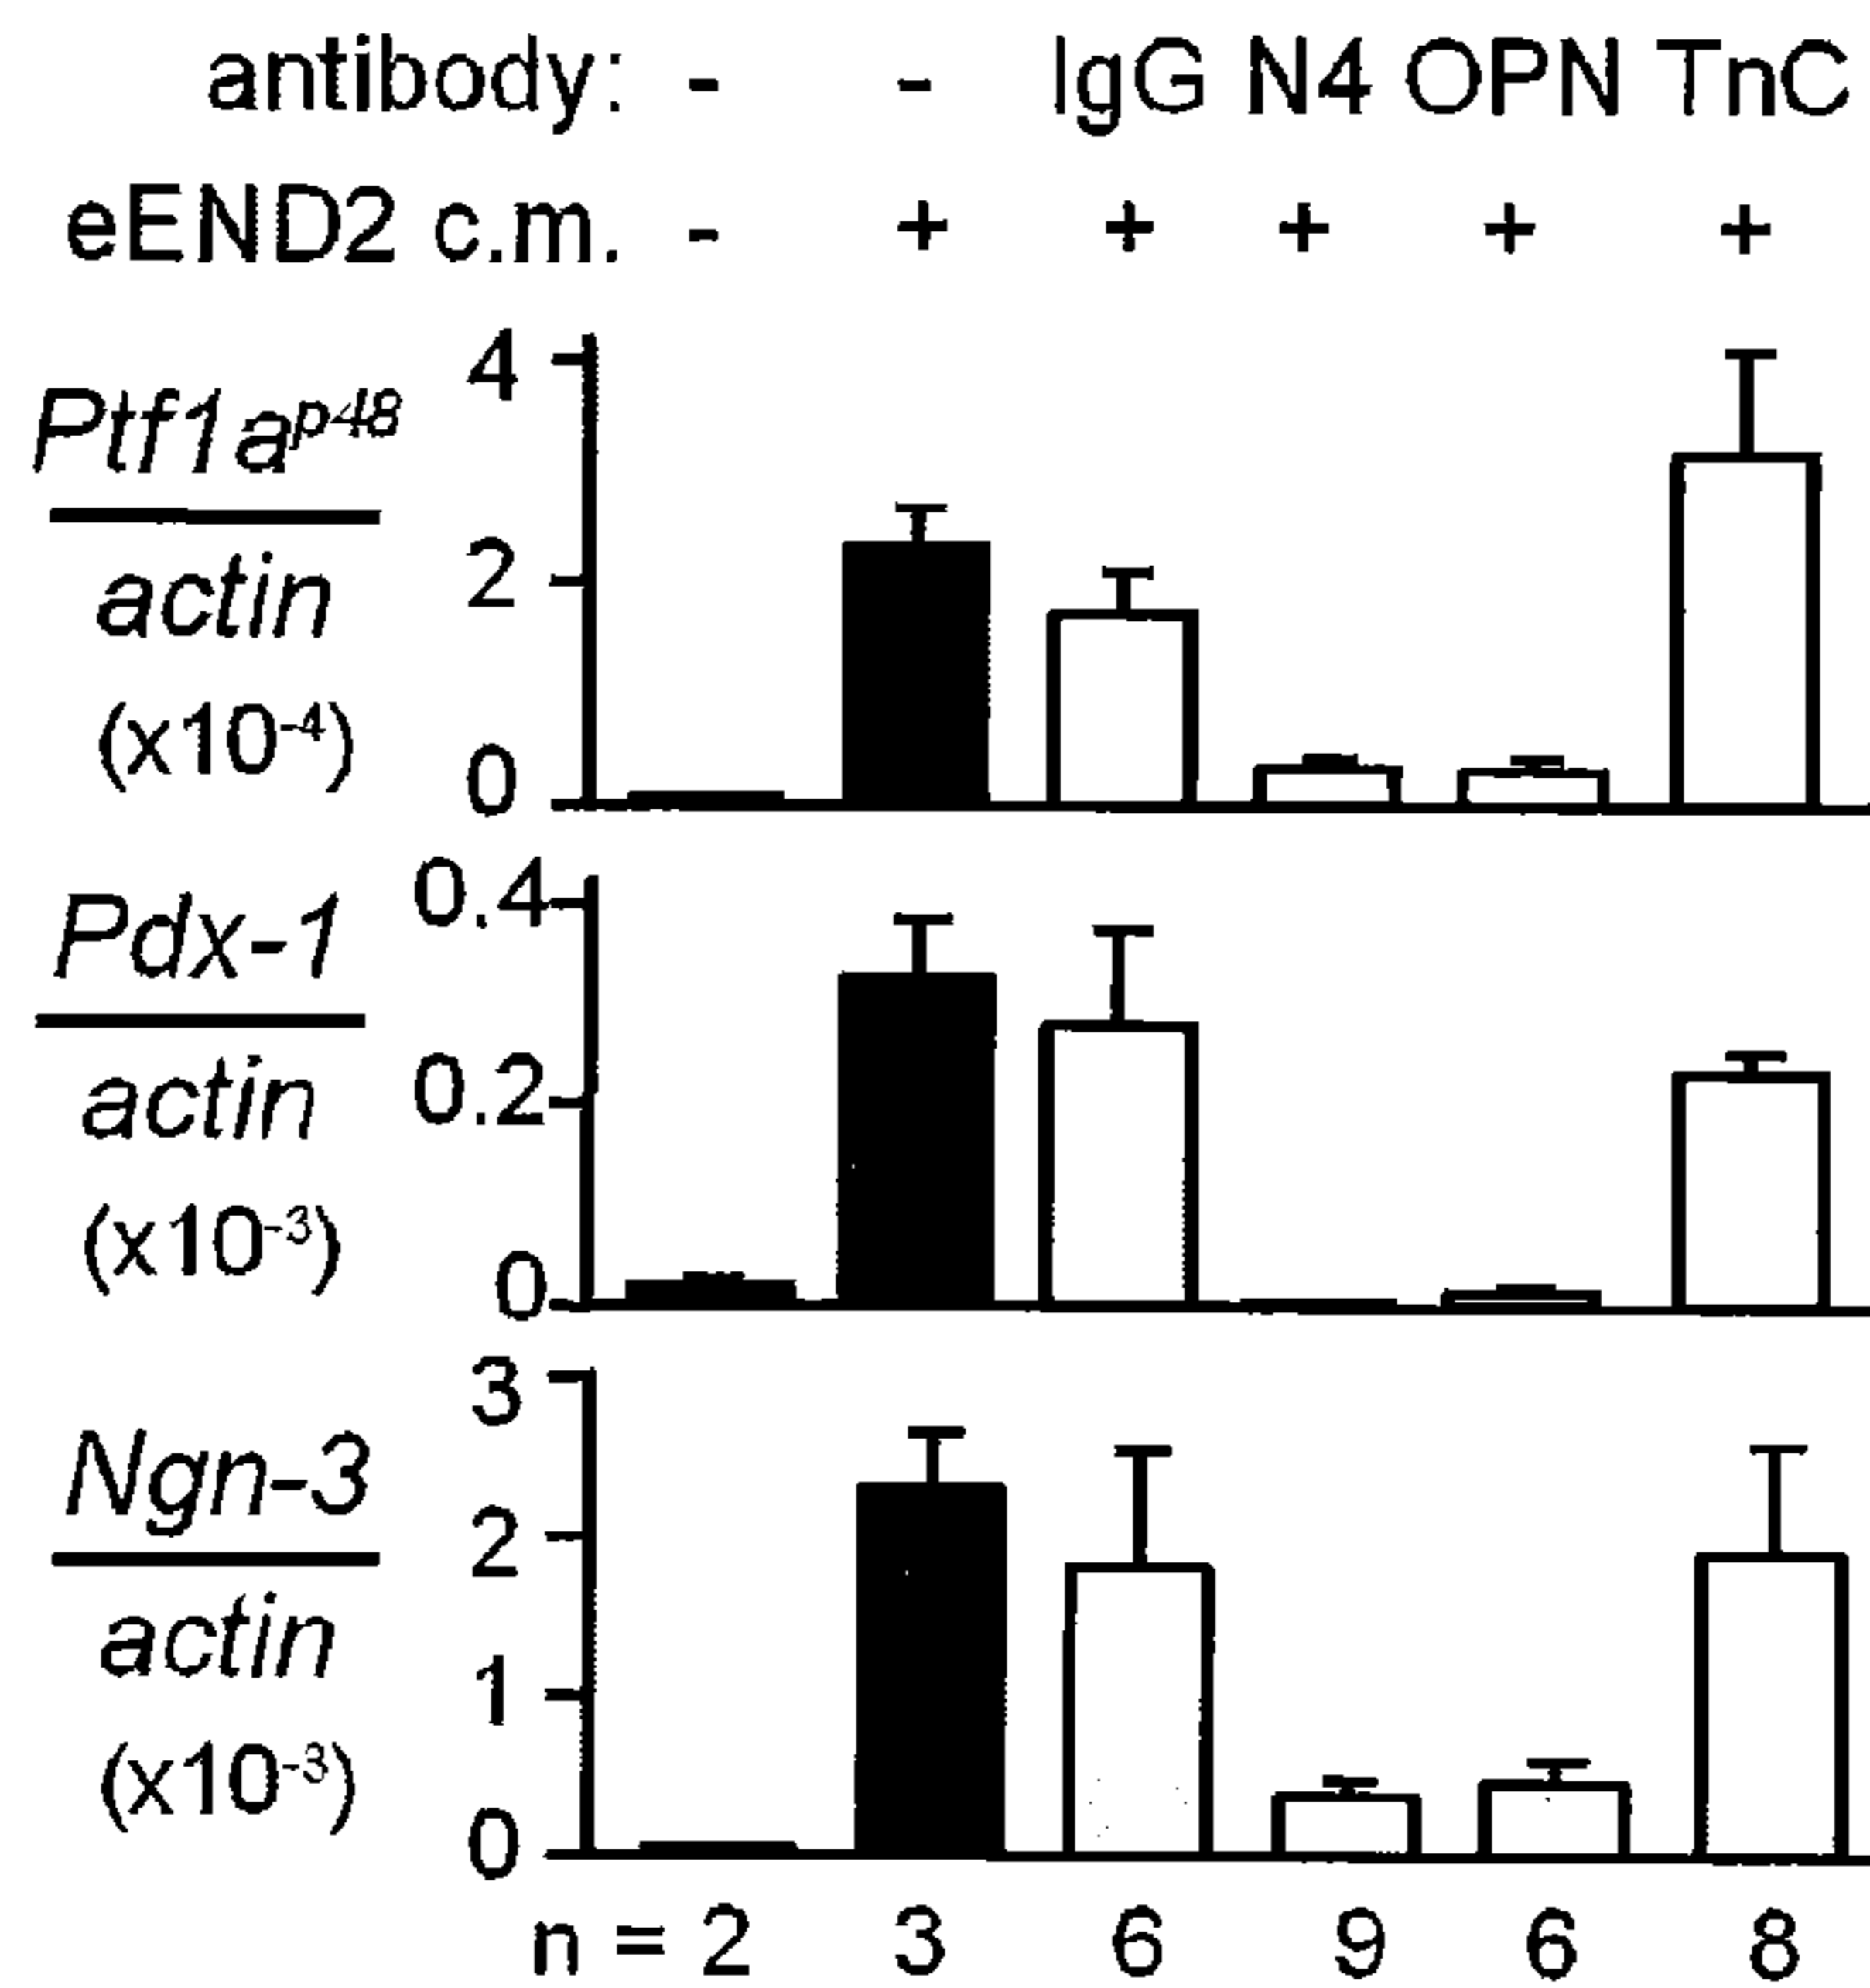 antibody: - - IgG N4 OPN TnC
eEND2 c.m. - + + + + +
4
Ptf1a^p48
actin
2
(x10^-4)
0
0.4
Pdx-1
actin
0.2
(x10^-3)
0
3
Ngn-3
2
actin
1
(x10^-3)
0
n = 2 3 6 9 6 8